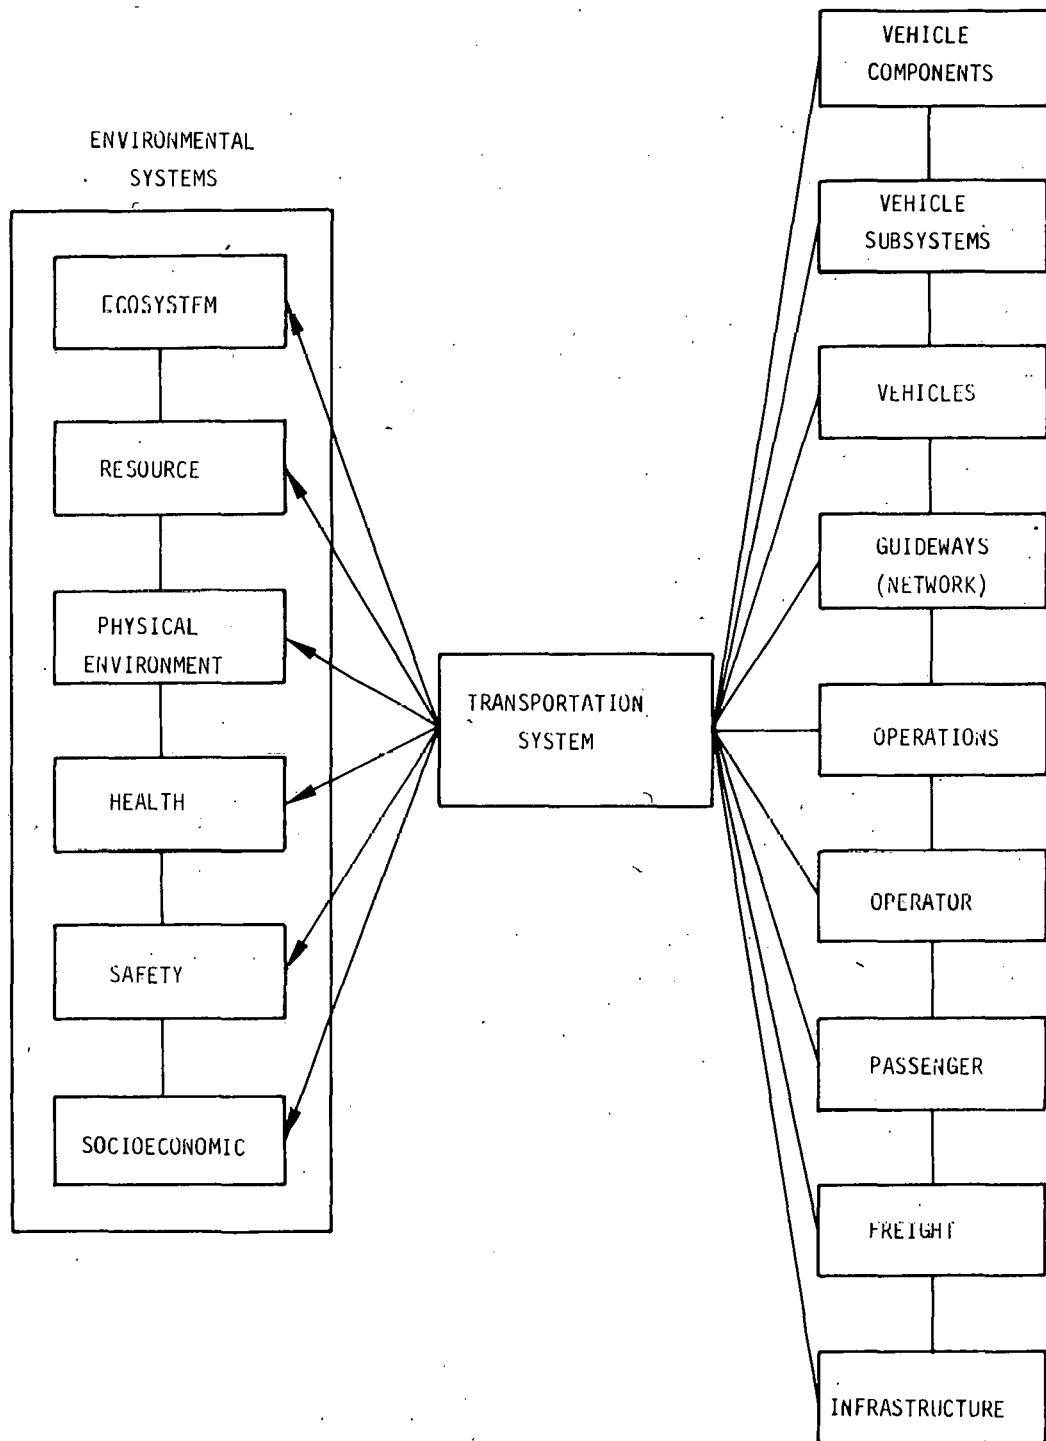 ENVIRONMENTAL
SYSTEMS
ECOSYSTEM
RESOURCE
PHYSICAL
ENVIRONMENT
HEALTH
SAFETY
SOCIOECONOMIC
TRANSPORTATION
SYSTEM
VEHICLE
COMPONENTS
VEHICLE
SUBSYSTEMS
VEHICLES
GUIDEWAYS
(NETWORK)
OPERATIONS
OPERATOR
PASSENGER
FREIGHT
INFRASTRUCTURE